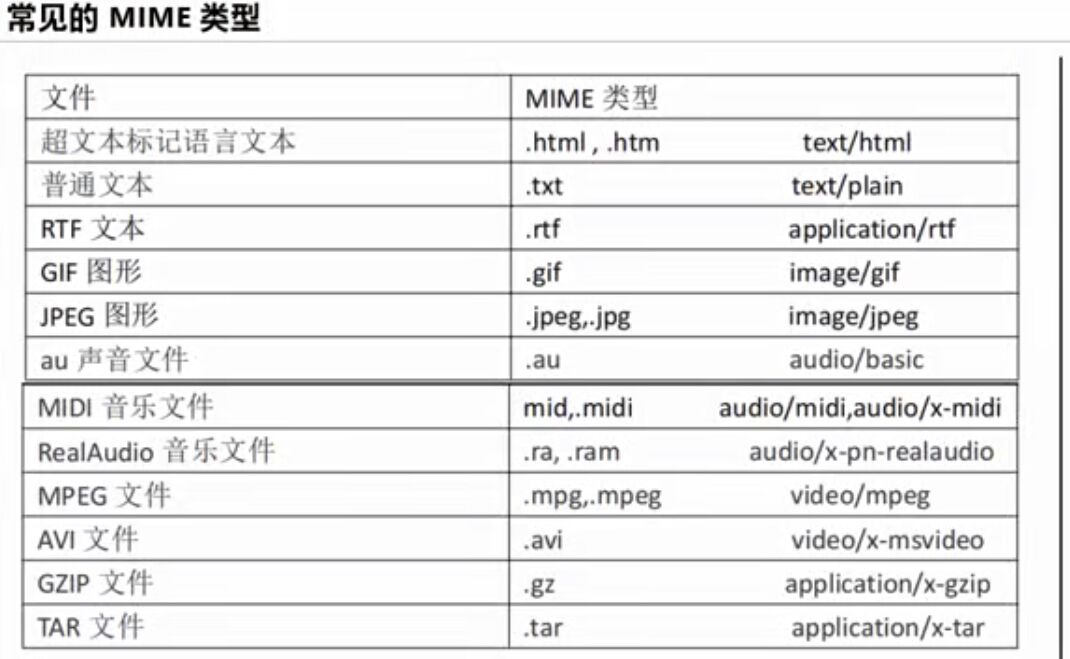 常见的 MIME 类型
文件 MIME 类型
超文本标记语言文本 .html , .htm text/html
普通文本 .txt text/plain
RTF 文本 .rtf application/rtf
GIF 图形 .gif image/gif
JPEG 图形 .jpeg,.jpg image/jpeg
au 声音文件 .au audio/basic
MIDI 音乐文件 mid,.midi audio/midi,audio/x-midi
RealAudio 音乐文件 .ra, .ram audio/x-pn-realaudio
MPEG 文件 .mpg,.mpeg video/mpeg
AVI 文件 .avi video/x-msvideo
GZIP 文件 .gz application/x-gzip
TAR 文件 .tar application/x-tar